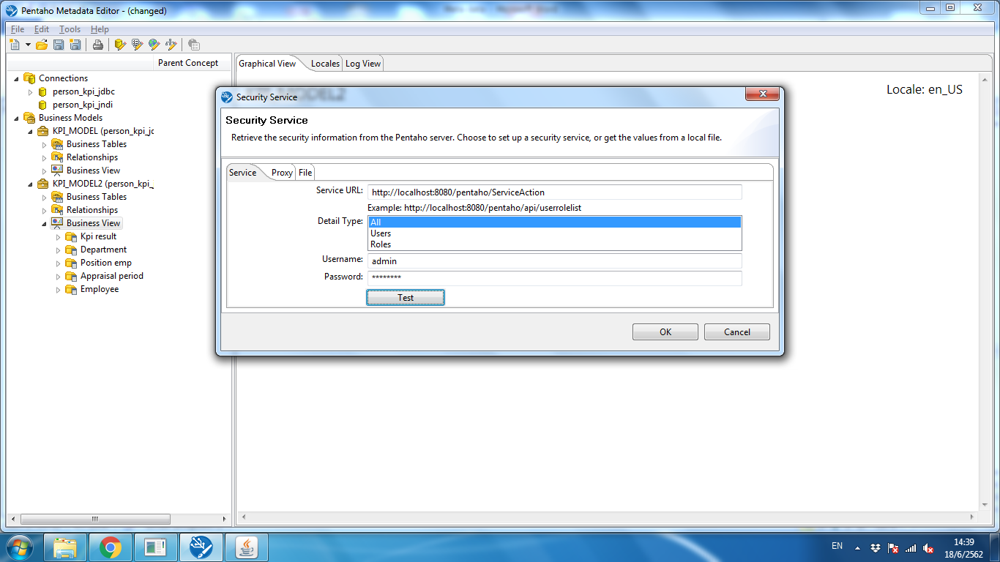 Pentaho Metadata Editor - (changed)
File Edit Tools Help
Parent Concept
Connections
person_kpi_jdbc
person_kpi_jndi
Business Models
KPI_MODEL (person_kpi_jc
Business Tables
Relationships
Business View
KPI_MODEL2 (person_kpi_
Business Tables
Relationships
Business View
Kpi result
Department
Position emp
Appraisal period
Employee
Graphical View Locales Log View
Locale: en_US
Security Service
Security Service
Retrieve the security information from the Pentaho server. Choose to set up a security service, or get the values from a local file.
Service Proxy File
Service URL: http://localhost:8080/pentaho/ServiceAction
Example: http://localhost:8080/pentaho/api/userrolelist
Detail Type: All
Users
Roles
Username: admin
Password: ********
Test
OK Cancel
EN
14:39
18/6/2562